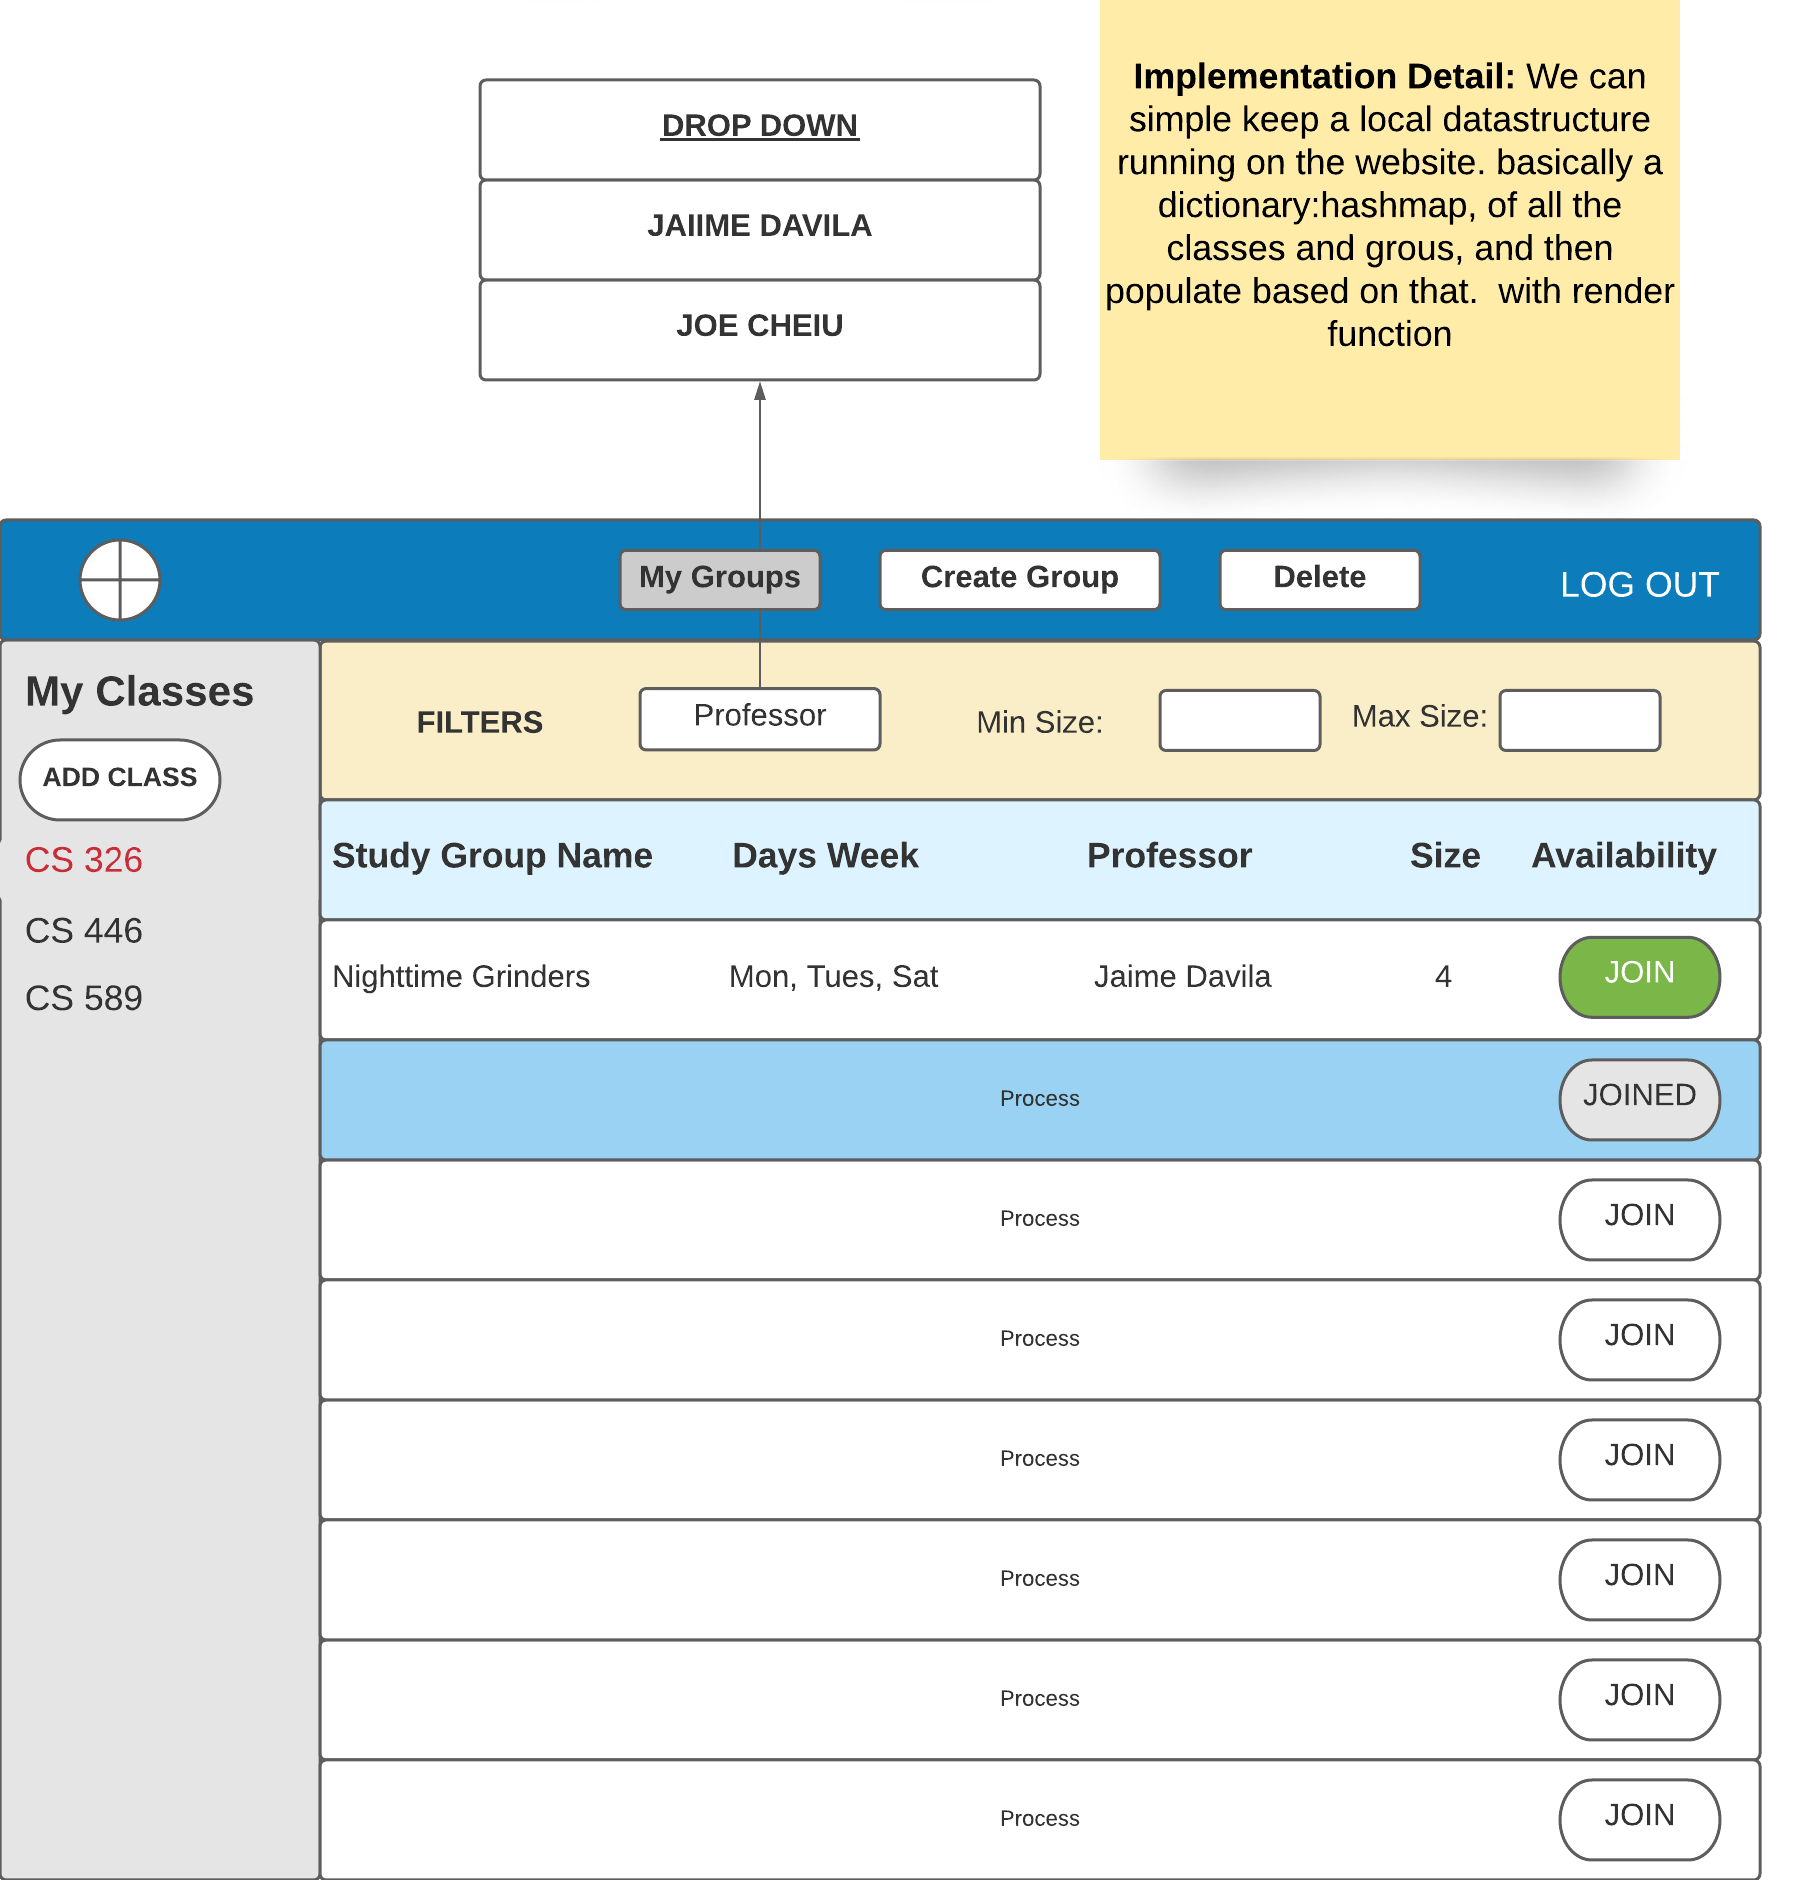 Implementation Detail: We can
simple keep a local datastructure
running on the website. basically a
dictionary:hashmap, of all the
classes and grous, and then
populate based on that.  with render
function
DROP DOWN
JAIIME DAVILA
JOE CHEIU
My Groups
Create Group
Delete
LOG OUT
My Classes
ADD CLASS
CS 326
CS 446
CS 589
FILTERS
Professor
Min Size:
Max Size:
Study Group Name
Days Week
Professor
Size
Availability
Nighttime Grinders
Mon, Tues, Sat
Jaime Davila
4
JOIN
Process
JOINED
Process
JOIN
Process
JOIN
Process
JOIN
Process
JOIN
Process
JOIN
Process
JOIN